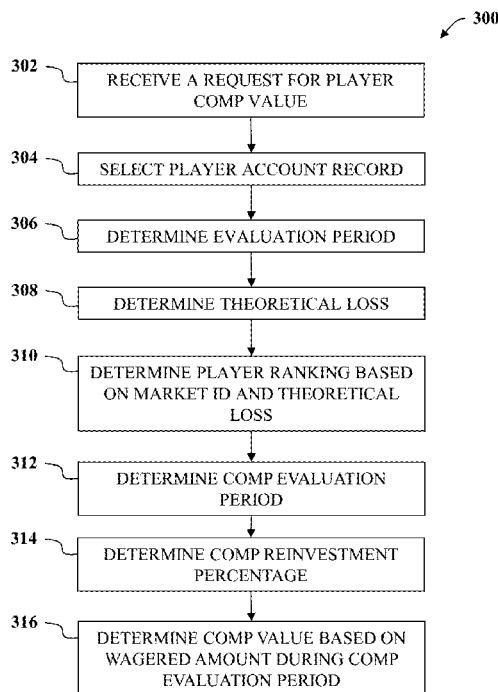 300
302
RECEIVE A REQUEST FOR PLAYER
COMP VALUE
304
SELECT PLAYER ACCOUNT RECORD
306
DETERMINE EVALUATION PERIOD
308
DETERMINE THEORETICAL LOSS
310
DETERMINE PLAYER RANKING BASED
ON MARKET ID AND THEORETICAL
LOSS
312
DETERMINE COMP EVALUATION
PERIOD
314
DETERMINE COMP REINVESTMENT
PERCENTAGE
316
DETERMINE COMP VALUE BASED ON
WAGERED AMOUNT DURING COMP
EVALUATION PERIOD